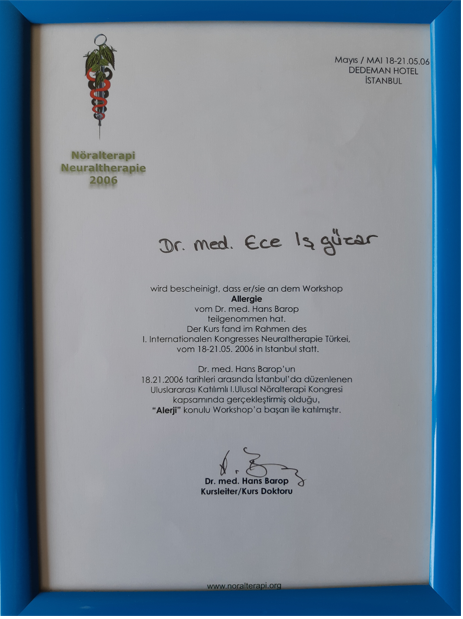 Mayıs / MAI 18-21.05.06
DEDEMAN HOTEL
İSTANBUL
Nöralterapi
Neuraltherapie
2006
Dr. med. Ece Işgüzar
wird bescheinigt, dass er/sie an dem Workshop
Allergie
vom Dr. med. Hans Barop
teilgenommen hat.
Der Kurs fand im Rahmen des
I. Internationalen Kongresses Neuraltherapie Türkei,
vom 18-21.05. 2006 in Istanbul statt.
Dr. med. Hans Barop'un
18.21.2006 tarihleri arasında İstanbul'da düzenlenen
Uluslararası Katılımlı I.Ulusal Nöralterapi Kongresi
kapsamında gerçekleştirmiş olduğu,
"Alerji" konulu Workshop'a başarı ile katılmıştır.
Dr. med. Hans Barop
Kursleiter/Kurs Doktoru
www.noralterapi.org